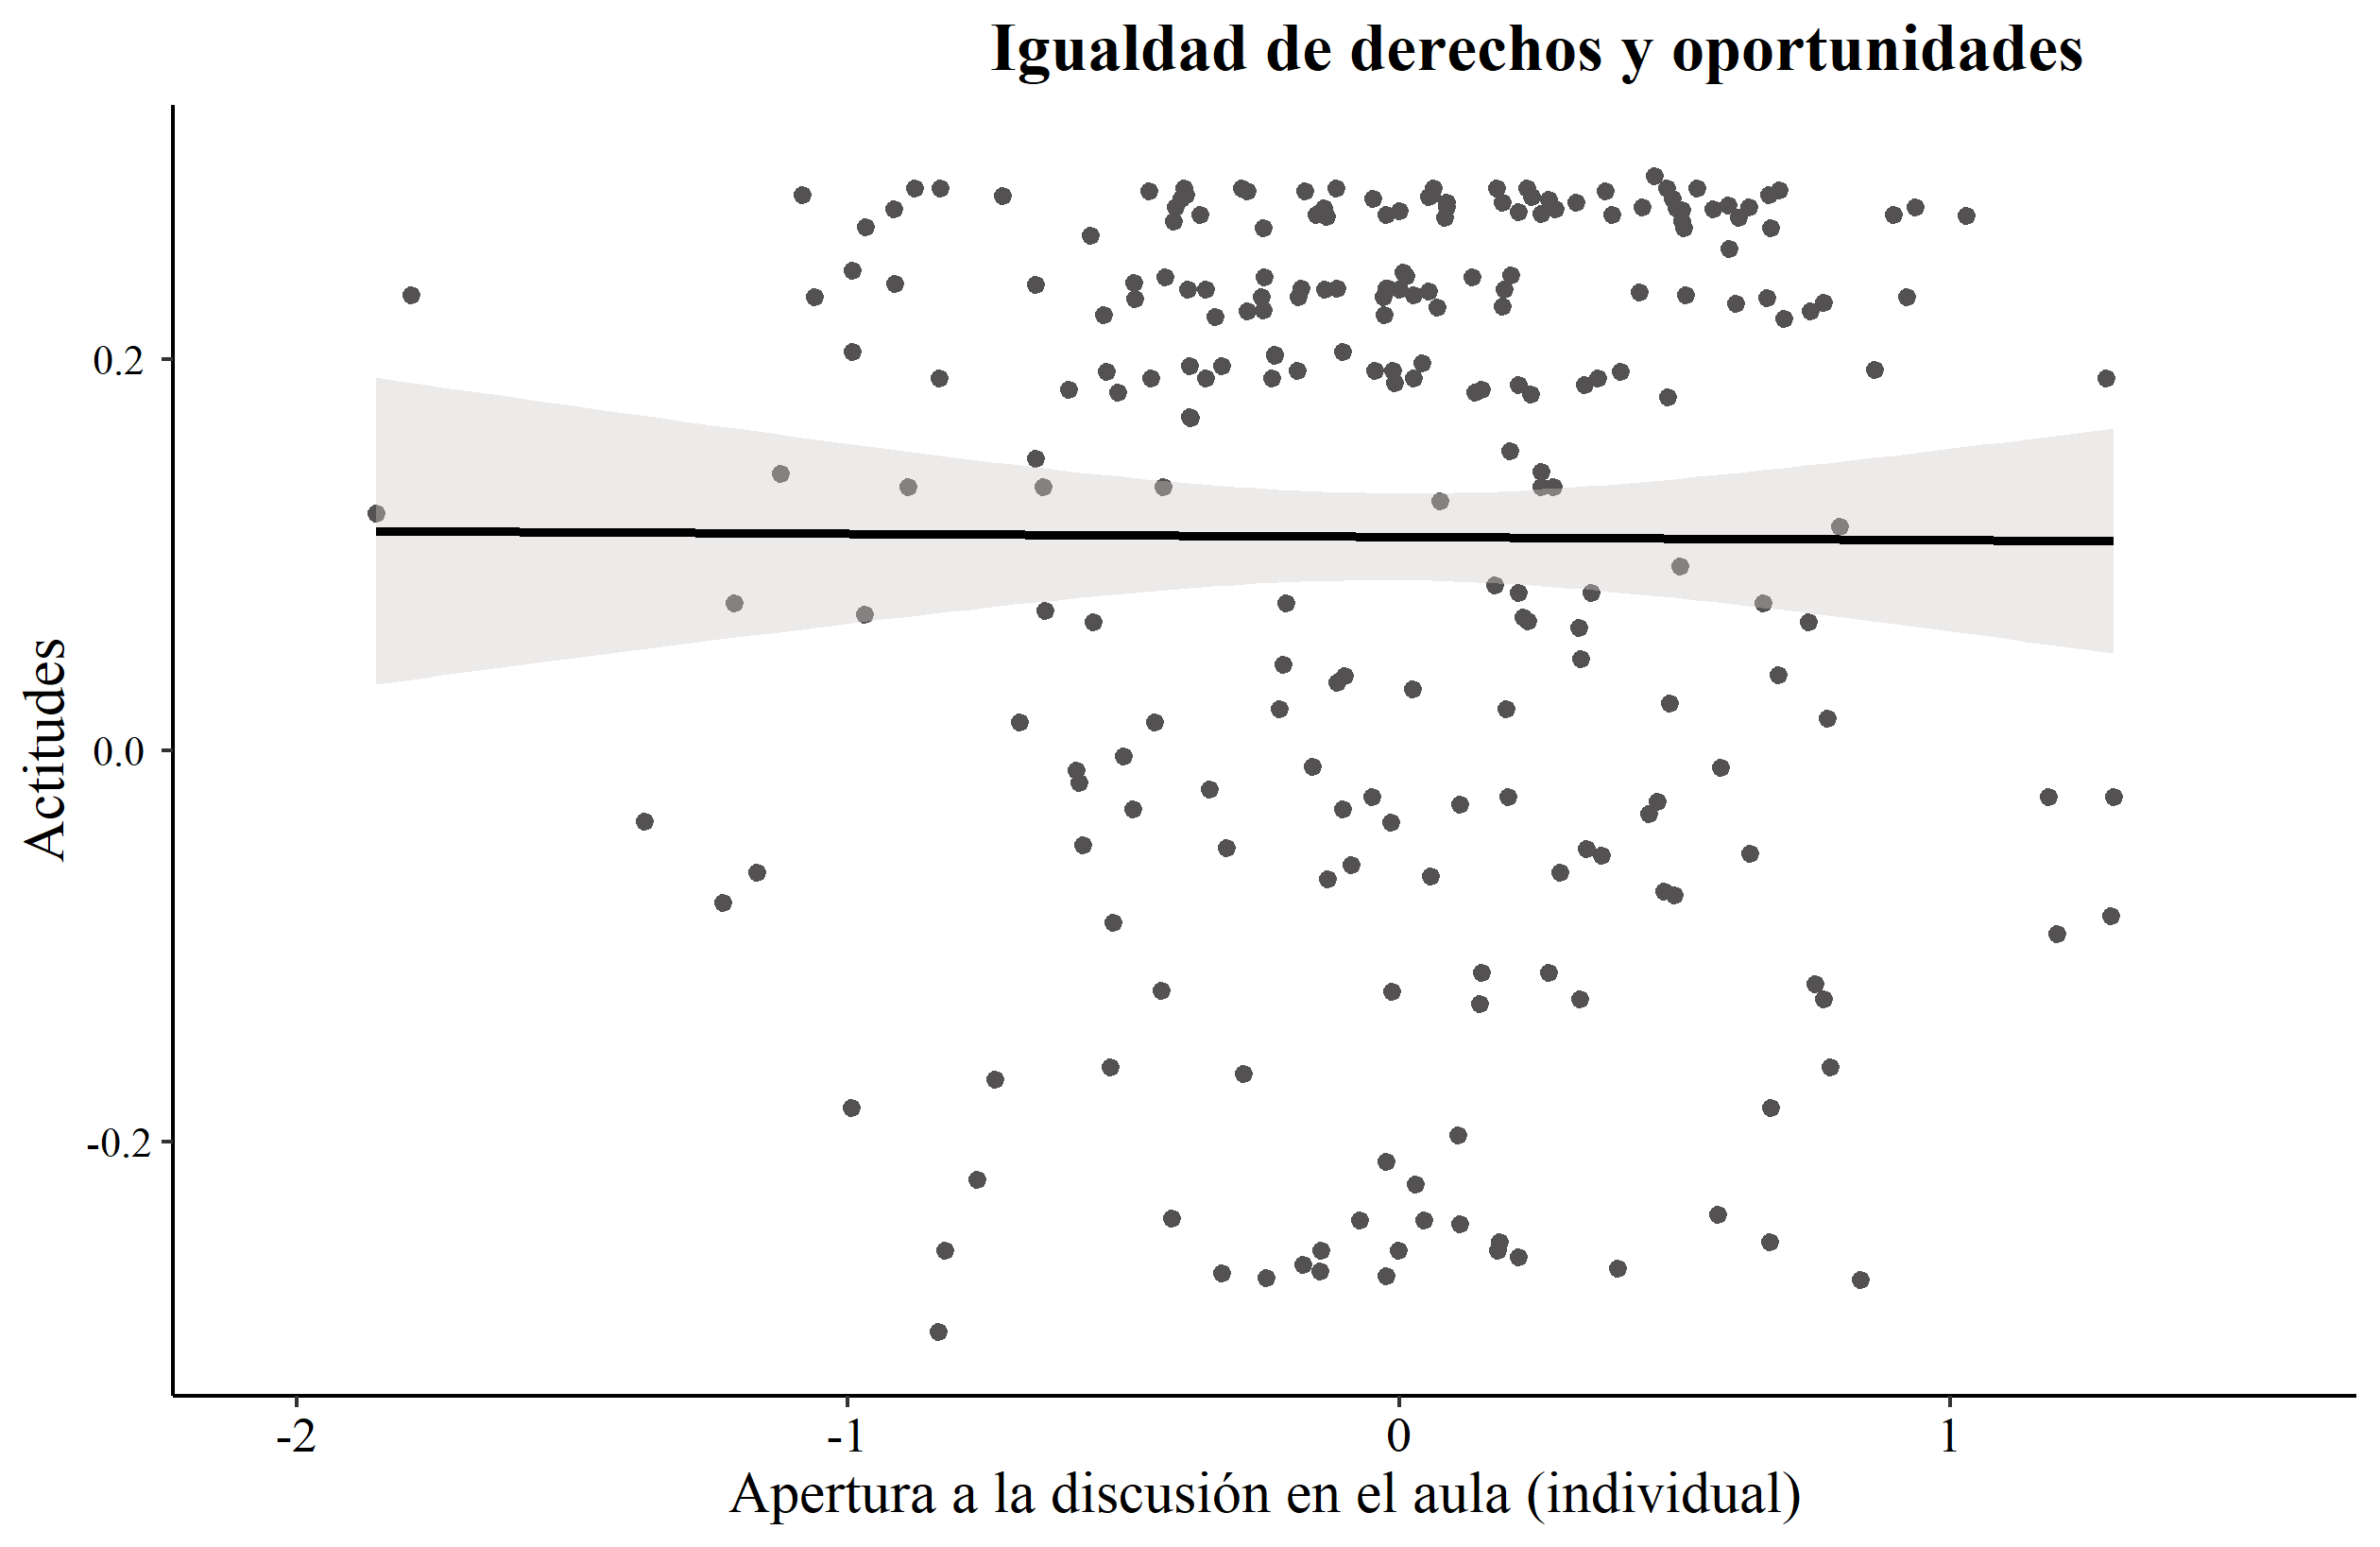 Igualdad de derechos y oportunidades
Actitudes
0.2
0.0
-0.2
-2 -1 0 1
Apertura a la discusión en el aula (individual)